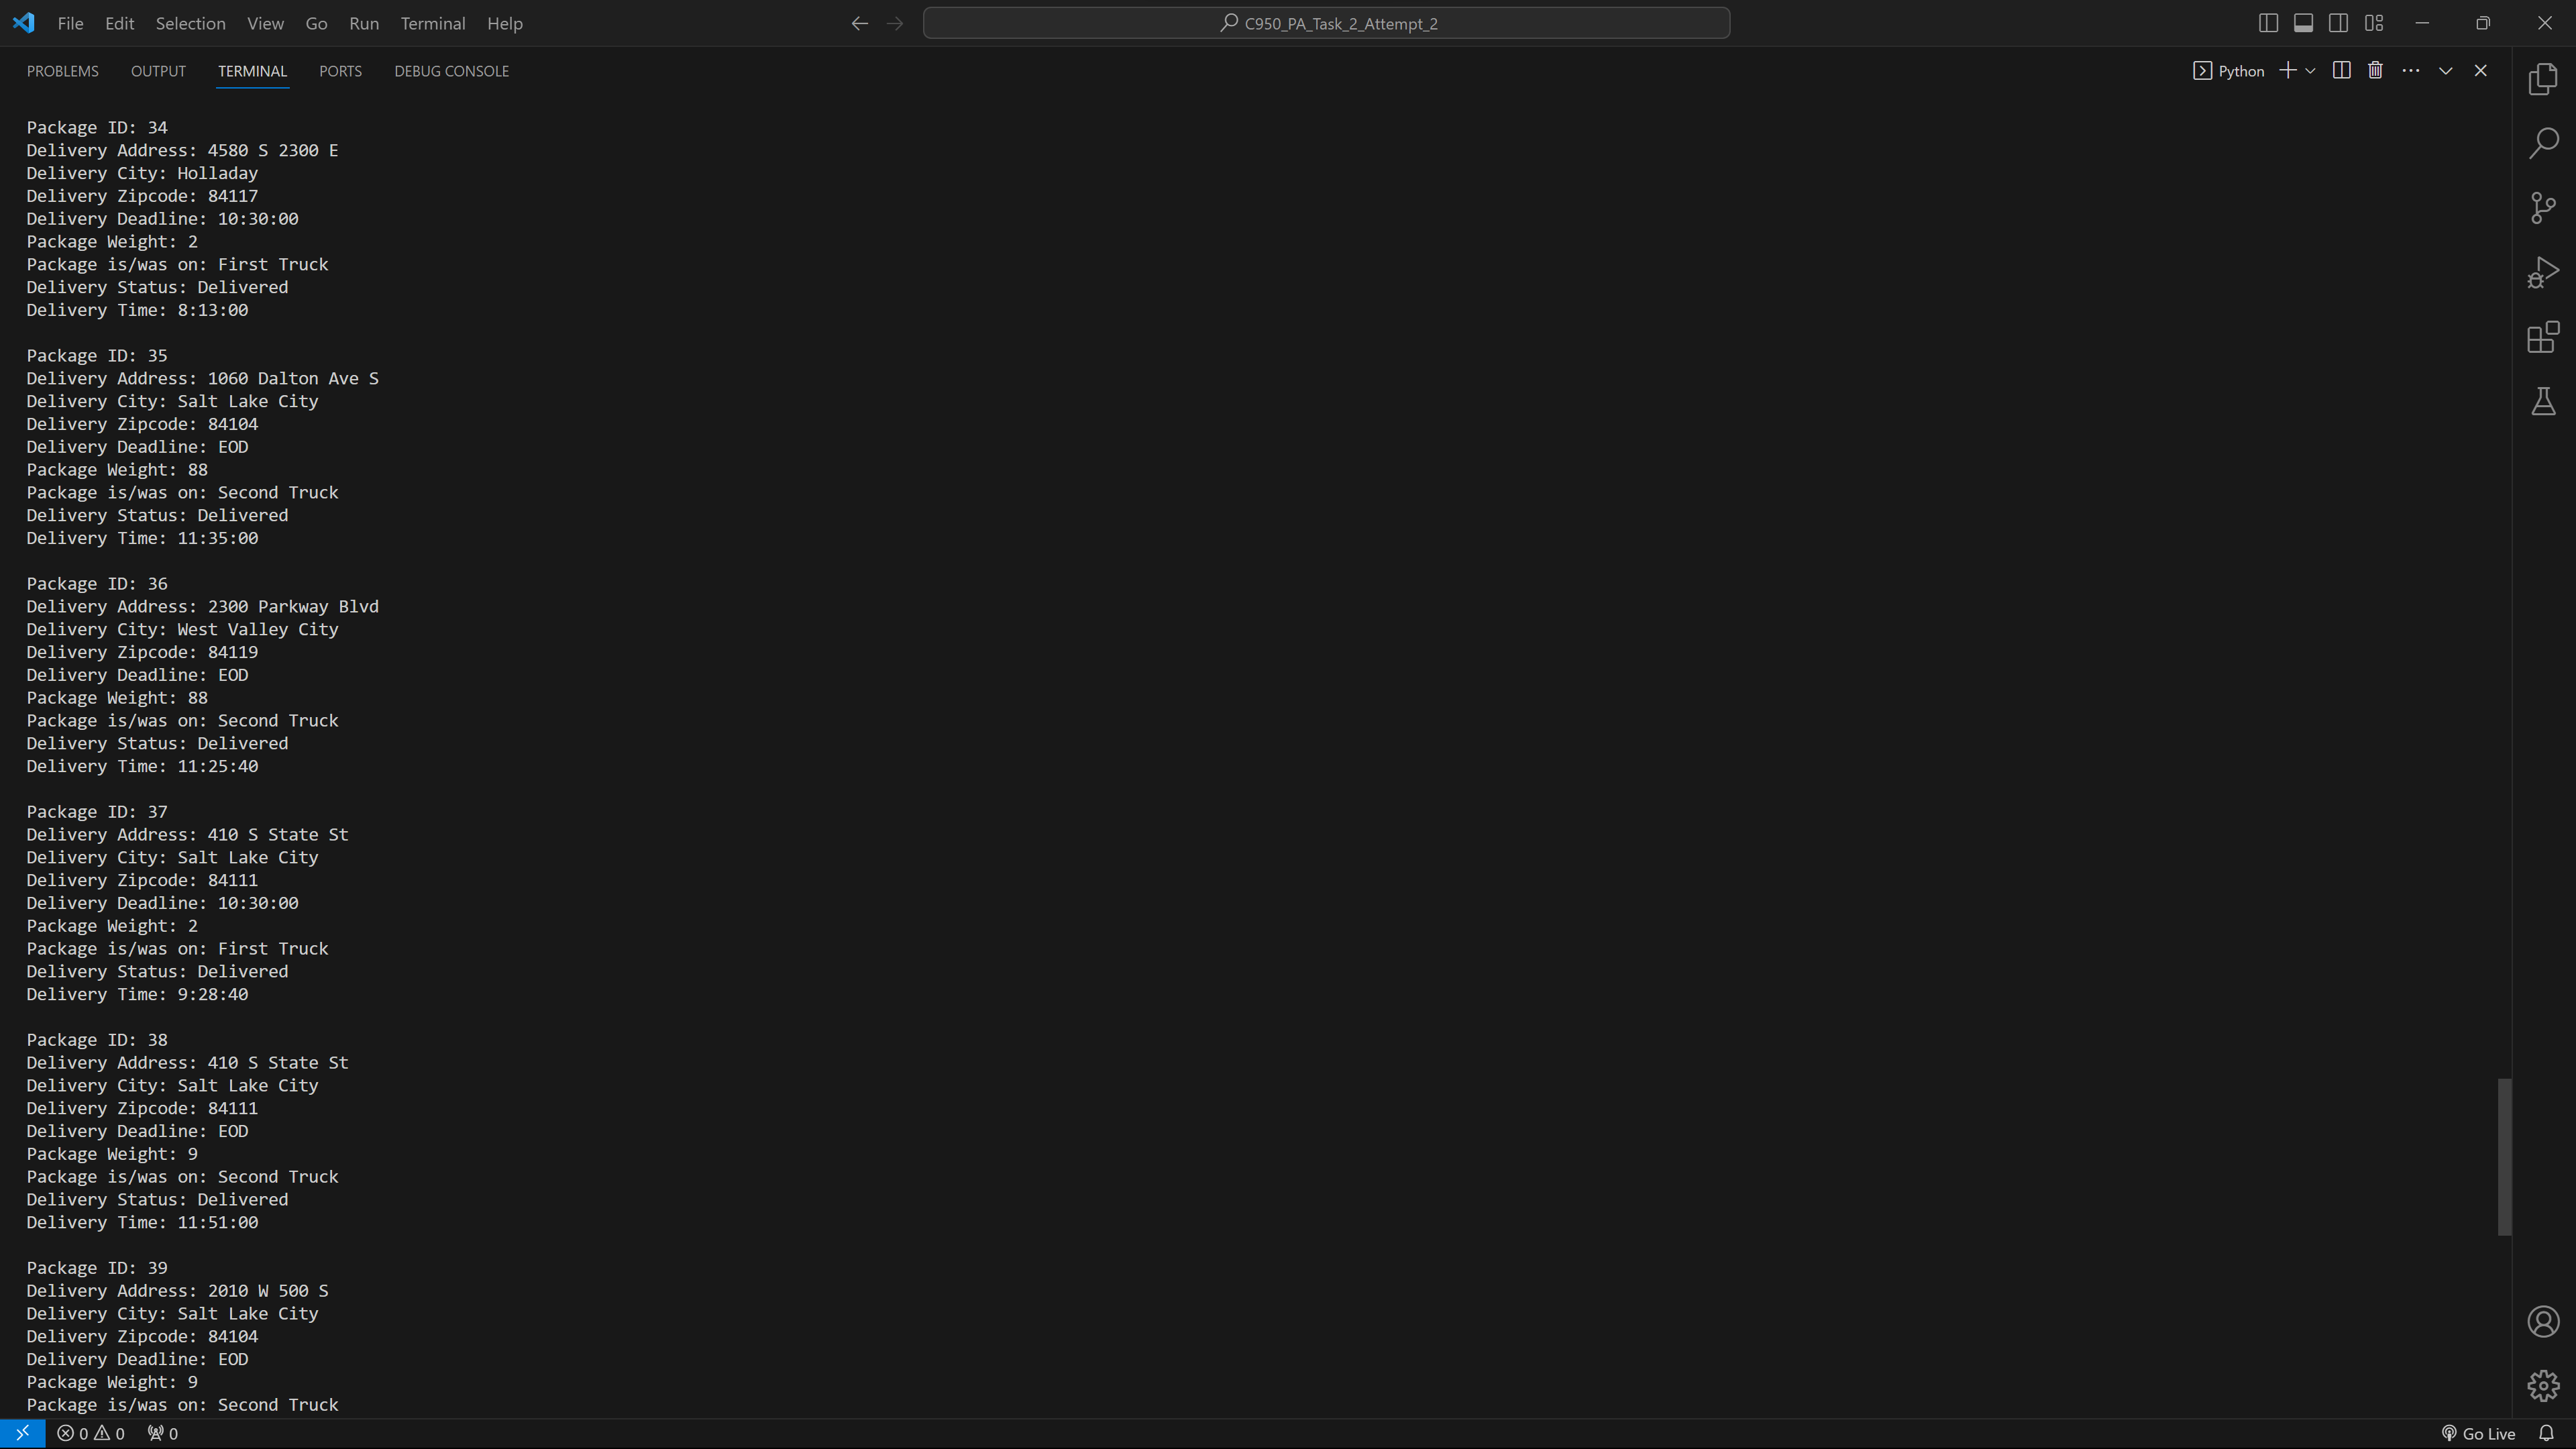 File Edit Selection View Go Run Terminal Help C950_PA_Task_2_Attempt_2
PROBLEMS OUTPUT TERMINAL PORTS DEBUG CONSOLE Python
Package ID: 34
Delivery Address: 4580 S 2300 E
Delivery City: Holladay
Delivery Zipcode: 84117
Delivery Deadline: 10:30:00
Package Weight: 2
Package is/was on: First Truck
Delivery Status: Delivered
Delivery Time: 8:13:00
Package ID: 35
Delivery Address: 1060 Dalton Ave S
Delivery City: Salt Lake City
Delivery Zipcode: 84104
Delivery Deadline: EOD
Package Weight: 88
Package is/was on: Second Truck
Delivery Status: Delivered
Delivery Time: 11:35:00
Package ID: 36
Delivery Address: 2300 Parkway Blvd
Delivery City: West Valley City
Delivery Zipcode: 84119
Delivery Deadline: EOD
Package Weight: 88
Package is/was on: Second Truck
Delivery Status: Delivered
Delivery Time: 11:25:40
Package ID: 37
Delivery Address: 410 S State St
Delivery City: Salt Lake City
Delivery Zipcode: 84111
Delivery Deadline: 10:30:00
Package Weight: 2
Package is/was on: First Truck
Delivery Status: Delivered
Delivery Time: 9:28:40
Package ID: 38
Delivery Address: 410 S State St
Delivery City: Salt Lake City
Delivery Zipcode: 84111
Delivery Deadline: EOD
Package Weight: 9
Package is/was on: Second Truck
Delivery Status: Delivered
Delivery Time: 11:51:00
Package ID: 39
Delivery Address: 2010 W 500 S
Delivery City: Salt Lake City
Delivery Zipcode: 84104
Delivery Deadline: EOD
Package Weight: 9
Package is/was on: Second Truck
0 0 0 Go Live